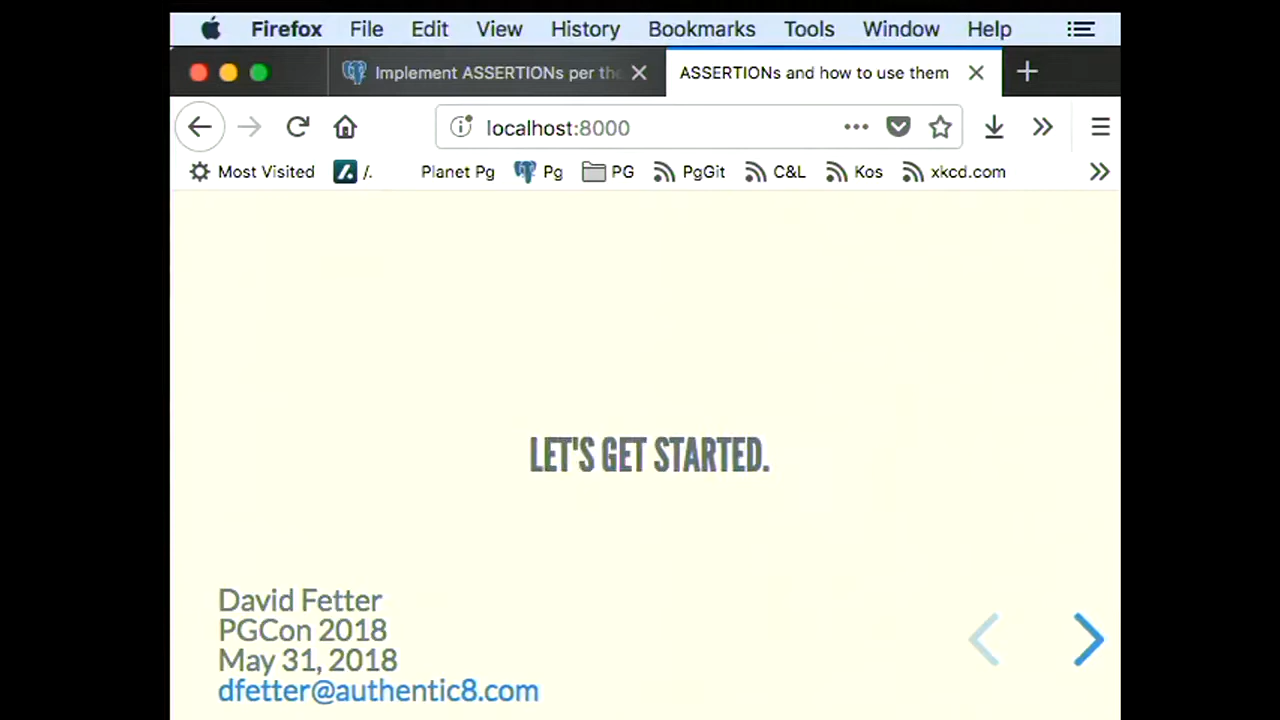 Firefox File Edit View History Bookmarks Tools Window Help
Implement ASSERTIONs per the
ASSERTIONs and how to use them
localhost:8000
Most Visited /. Planet Pg Pg PG PgGit C&L Kos xkcd.com
LET'S GET STARTED.
David Fetter
PGCon 2018
May 31, 2018
dfetter@authentic8.com